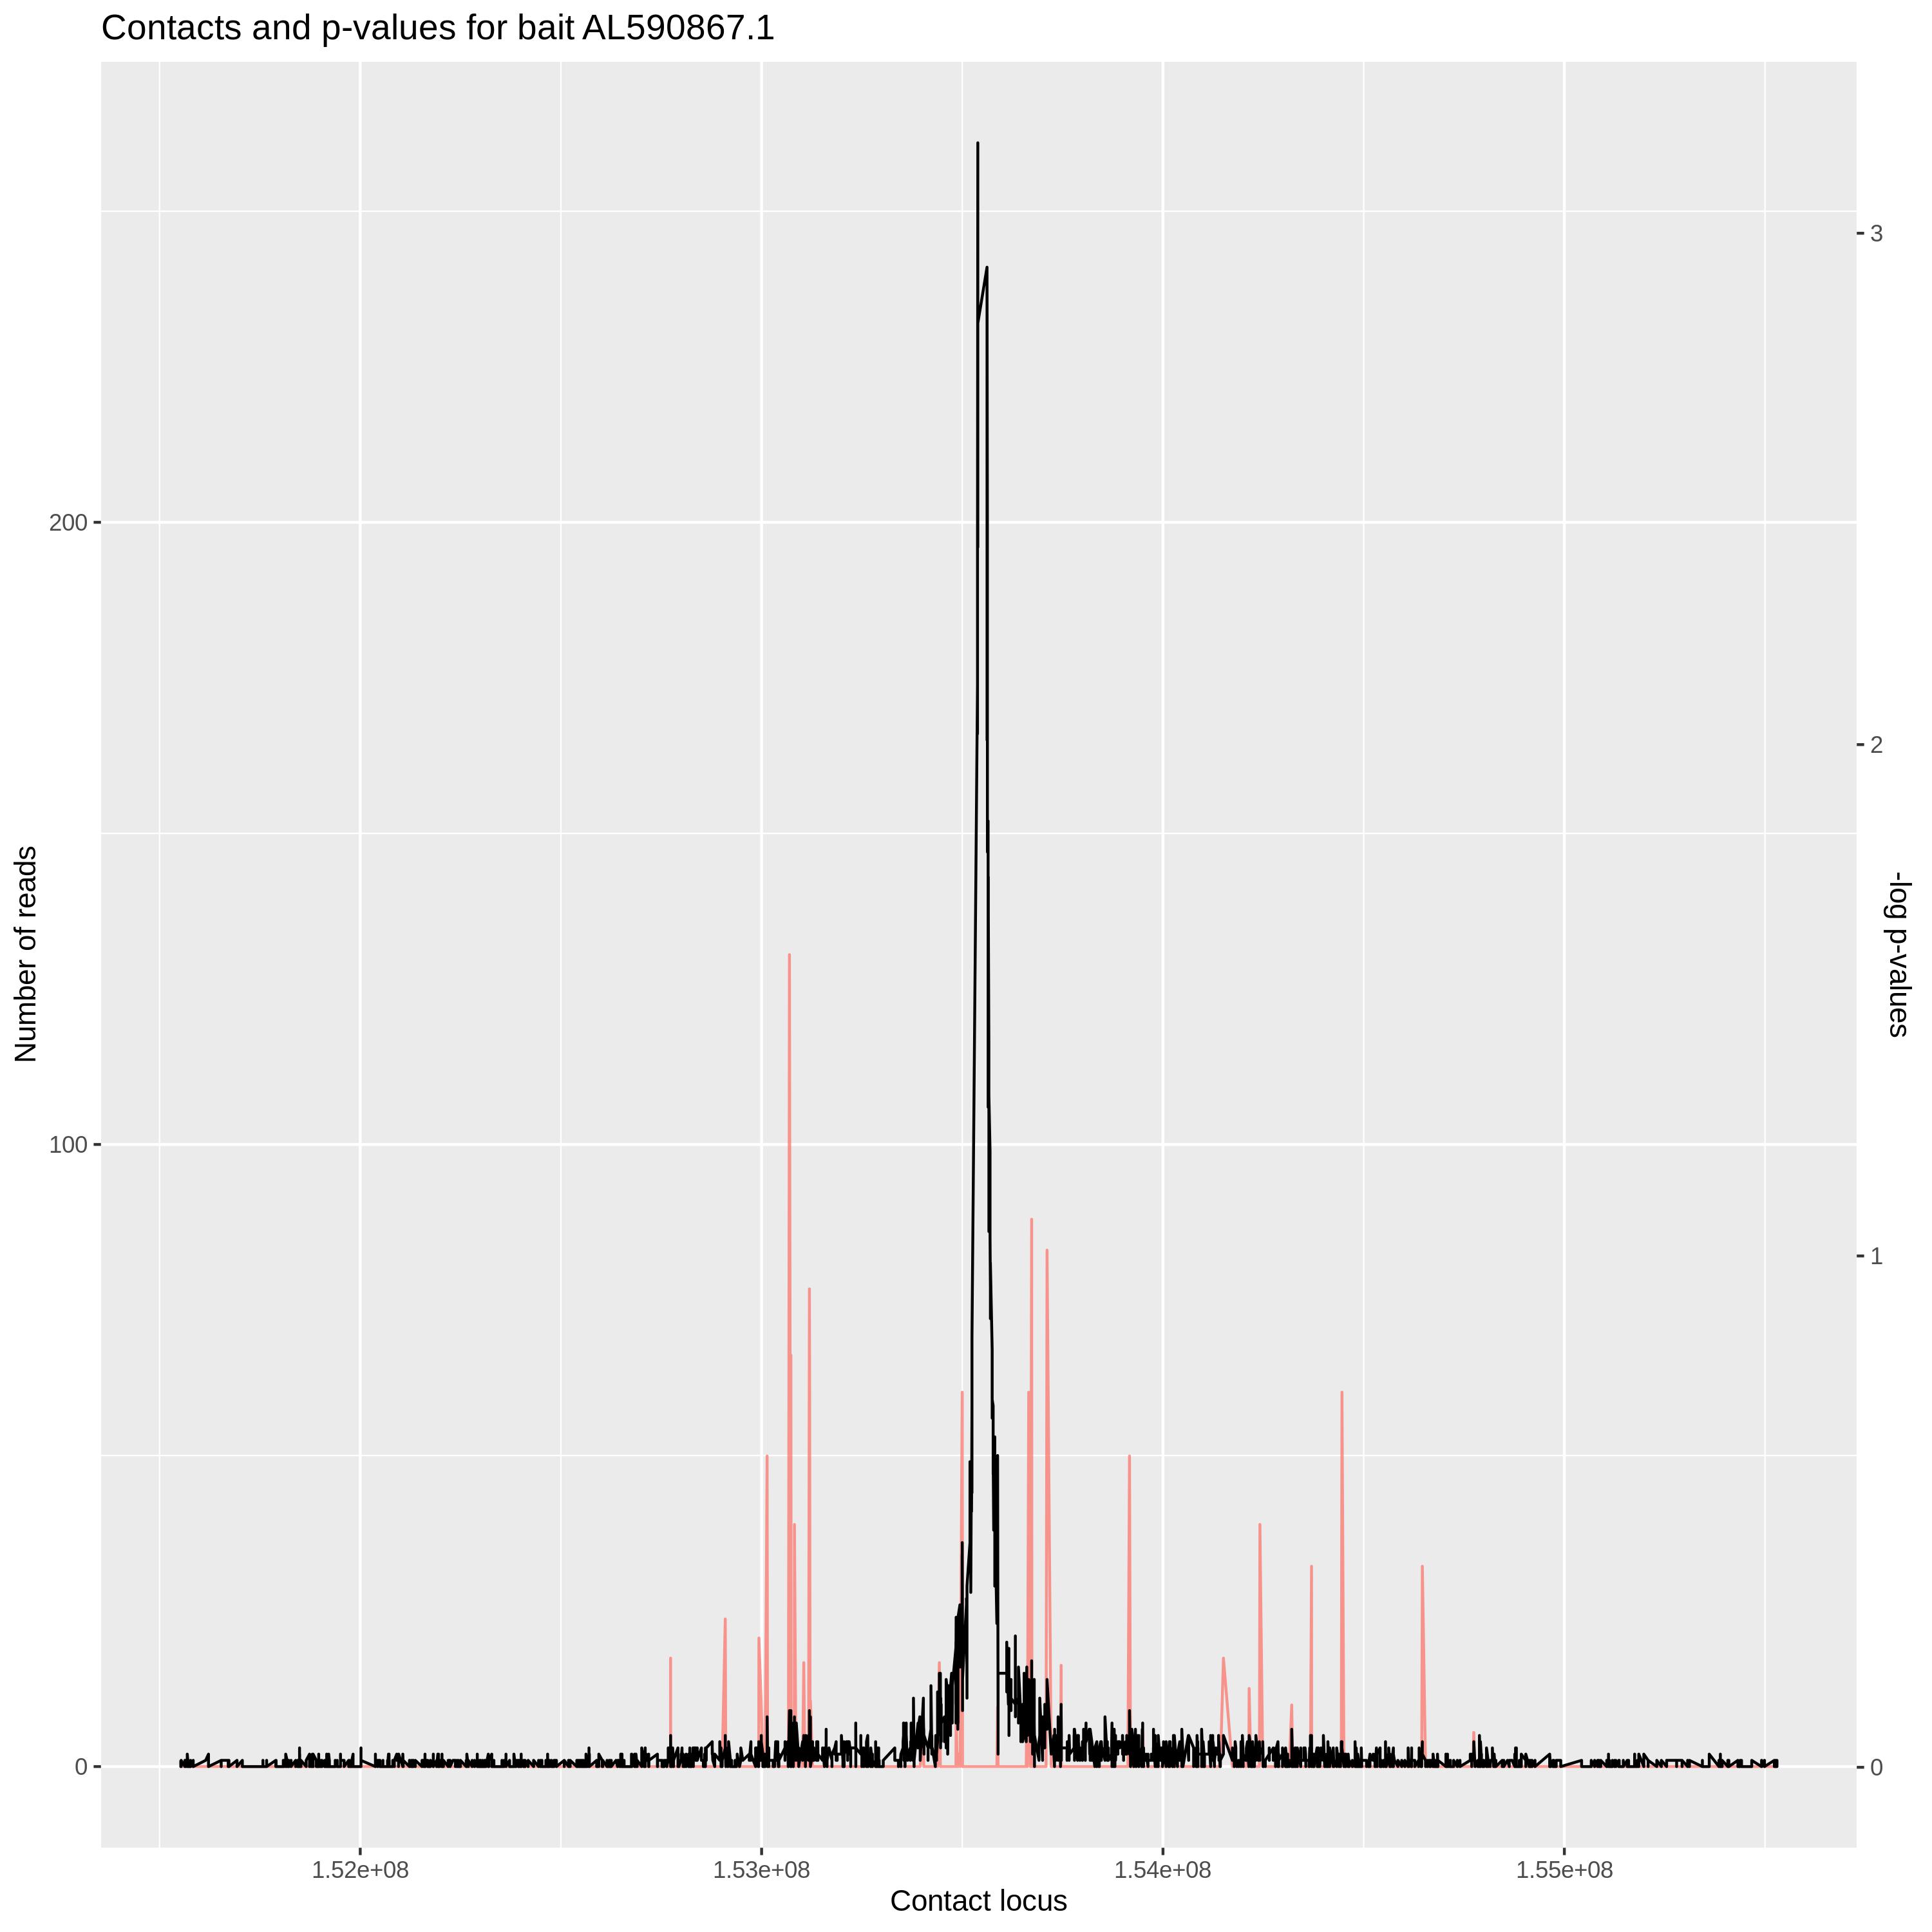 Contacts and p-values for bait AL590867.1
Number of reads
200
100
0
3
2
1
0
-log p-values
1.52e+08 1.53e+08 1.54e+08 1.55e+08
Contact locus